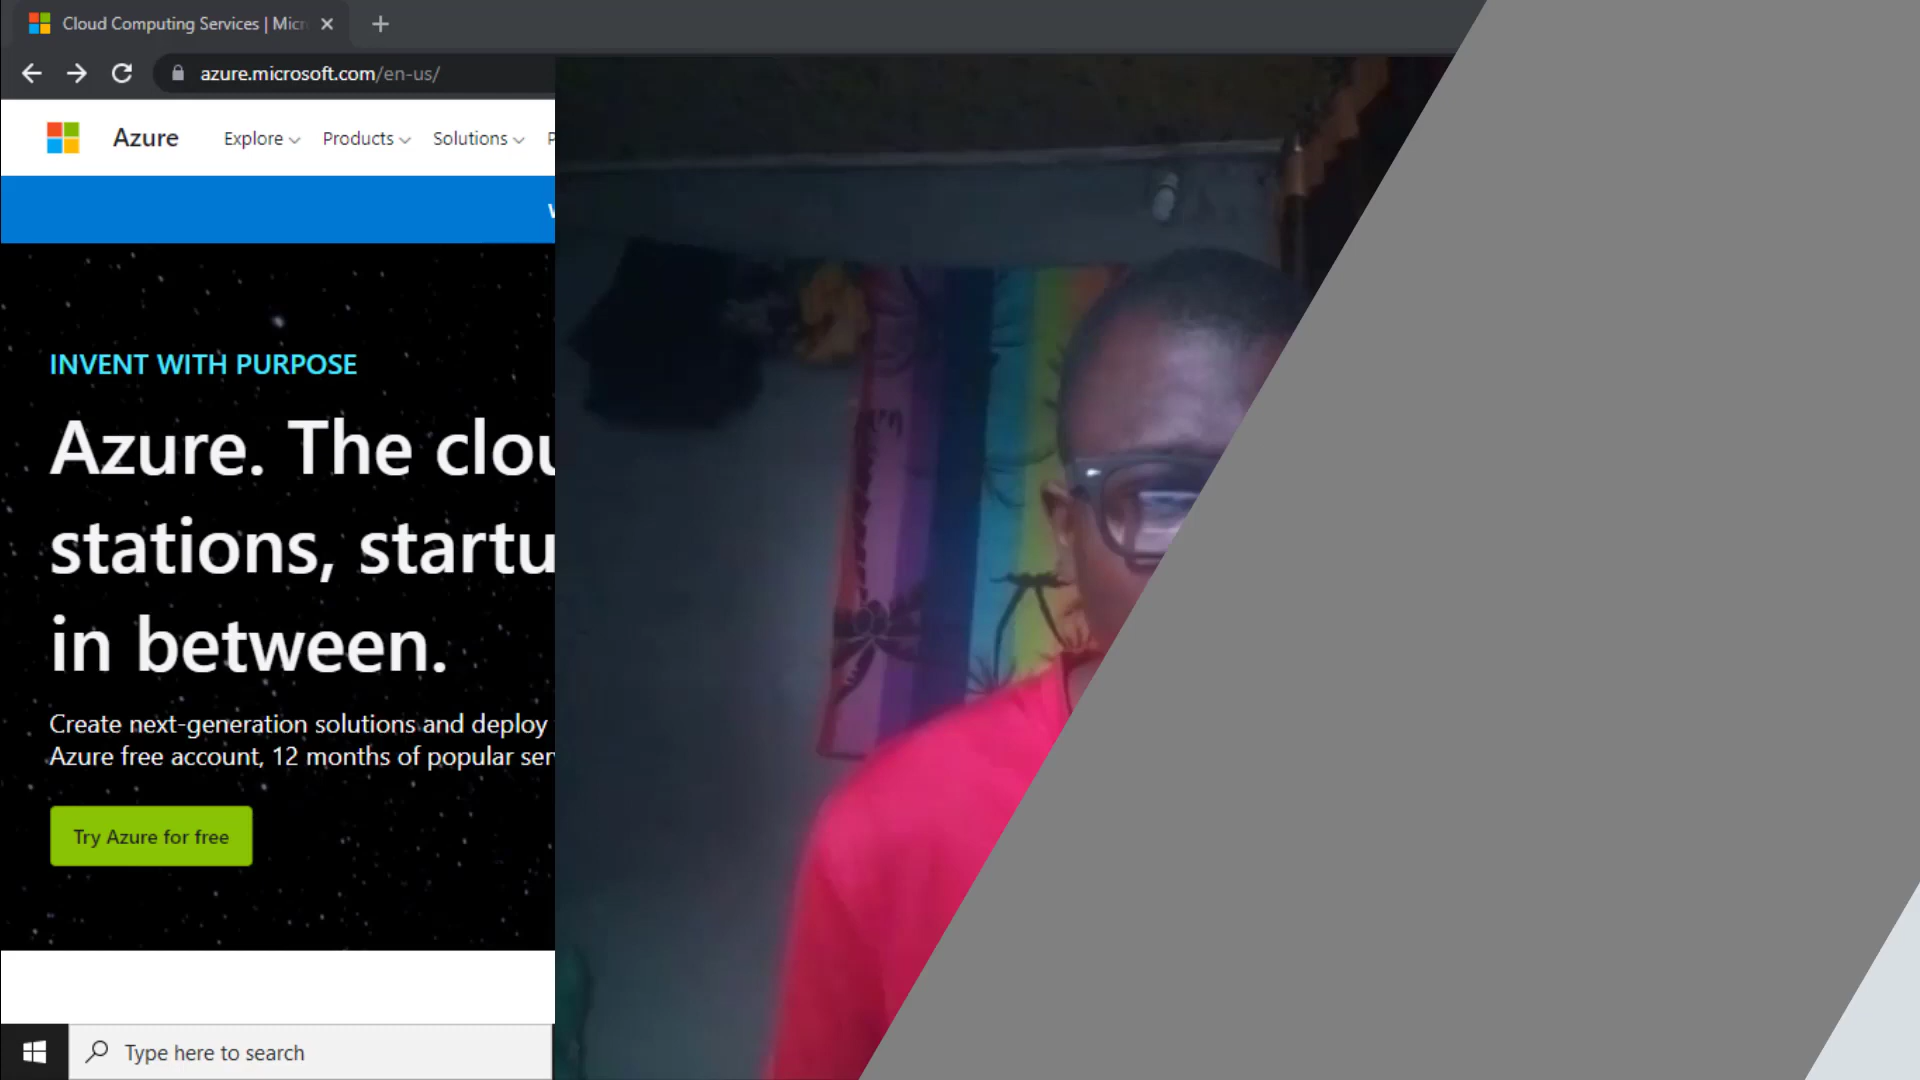 Cloud Computing Services | Micr
azure.microsoft.com/en-us/
Azure Explore Products Solutions
INVENT WITH PURPOSE
Azure. The clou
stations, startu
in between.
Create next-generation solutions and deploy
Azure free account, 12 months of popular ser
Try Azure for free
Type here to search